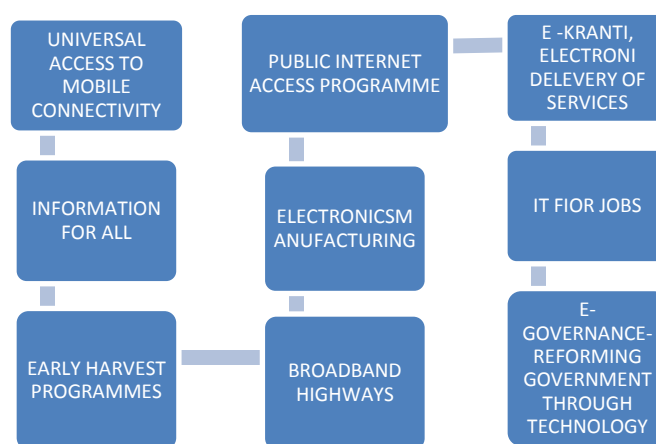 UNIVERSAL
ACCESS TO
MOBILE
CONNECTIVITY
INFORMATION
FOR ALL
EARLY HARVEST
PROGRAMMES
BROADBAND
HIGHWAYS
ELECTRONICSM
ANUFACTURING
PUBLIC INTERNET
ACCESS PROGRAMME
E -KRANTI,
ELECTRONI
DELEVERY OF
SERVICES
IT FIOR JOBS
E-
GOVERNANCE-
REFORMING
GOVERNMENT
THROUGH
TECHNOLOGY